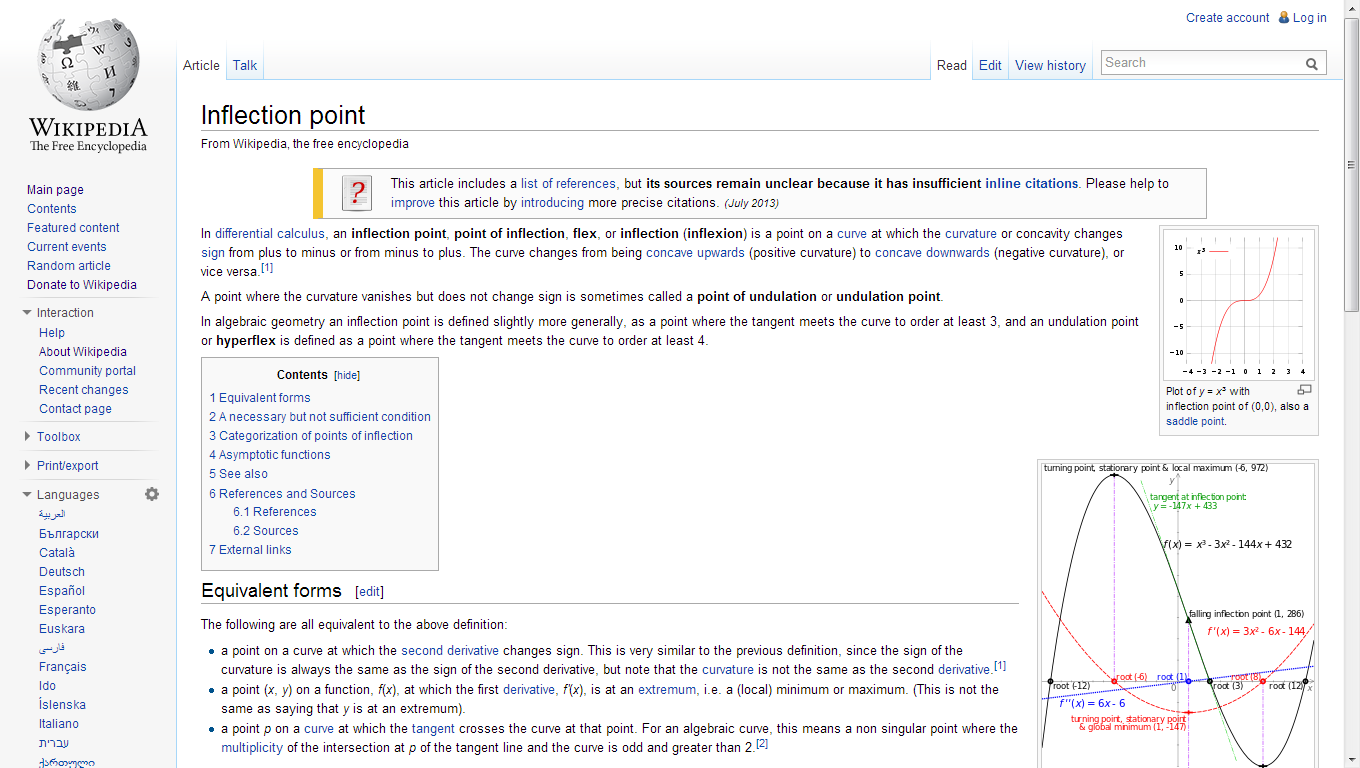 Create account Log in
WIKIPEDIA
The Free Encyclopedia
Main page
Contents
Featured content
Current events
Random article
Donate to Wikipedia
Interaction
Help
About Wikipedia
Community portal
Recent changes
Contact page
Toolbox
Print/export
Languages
العربية
Български
Català
Deutsch
Español
Esperanto
Euskara
فارسی
Français
Ido
Íslenska
Italiano
עברית
ქართული
Article Talk
Read Edit View history Search
Inflection point
From Wikipedia, the free encyclopedia
This article includes a list of references, but its sources remain unclear because it has insufficient inline citations. Please help to
improve this article by introducing more precise citations. (July 2013)
In differential calculus, an inflection point, point of inflection, flex, or inflection (inflexion) is a point on a curve at which the curvature or concavity changes
sign from plus to minus or from minus to plus. The curve changes from being concave upwards (positive curvature) to concave downwards (negative curvature), or
vice versa.[1]
A point where the curvature vanishes but does not change sign is sometimes called a point of undulation or undulation point.
In algebraic geometry an inflection point is defined slightly more generally, as a point where the tangent meets the curve to order at least 3, and an undulation point
or hyperflex is defined as a point where the tangent meets the curve to order at least 4.
Contents [hide]
1 Equivalent forms
2 A necessary but not sufficient condition
3 Categorization of points of inflection
4 Asymptotic functions
5 See also
6 References and Sources
6.1 References
6.2 Sources
7 External links
Equivalent forms [edit]
The following are all equivalent to the above definition:
• a point on a curve at which the second derivative changes sign. This is very similar to the previous definition, since the sign of the
curvature is always the same as the sign of the second derivative, but note that the curvature is not the same as the second derivative.[1]
• a point (x, y) on a function, f(x), at which the first derivative, f′(x), is at an extremum, i.e. a (local) minimum or maximum. (This is not the
same as saying that y is at an extremum).
• a point p on a curve at which the tangent crosses the curve at that point. For an algebraic curve, this means a non singular point where the
multiplicity of the intersection at p of the tangent line and the curve is odd and greater than 2.[2]
x³
10
5
0
−5
−10
−4 −3 −2 −1 0 1 2 3 4
Plot of y = x³ with
inflection point of (0,0), also a
saddle point.
turning point, stationary point & local maximum (-6, 972)
y
tangent at inflection point:
y = -147x + 433
f(x) = x³ - 3x² - 144x + 432
falling inflection point (1, 286)
f'(x) = 3x² - 6x - 144
root (-6) root (1) root (8)
root (-12) 0 root (3) root (12) x
f''(x) = 6x - 6
turning point, stationary point
& global minimum (1, -147)